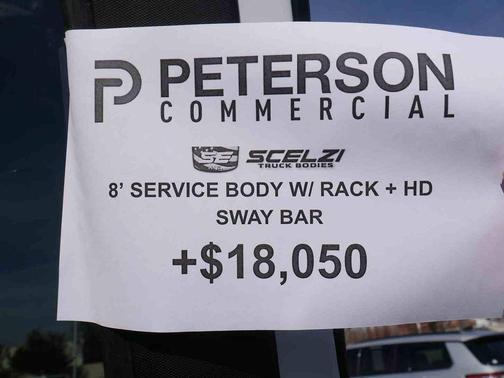 PETERSON
COMMERCIAL
SE SCELZI
TRUCK BODIES
8' SERVICE BODY W/ RACK + HD
SWAY BAR
+$18,050